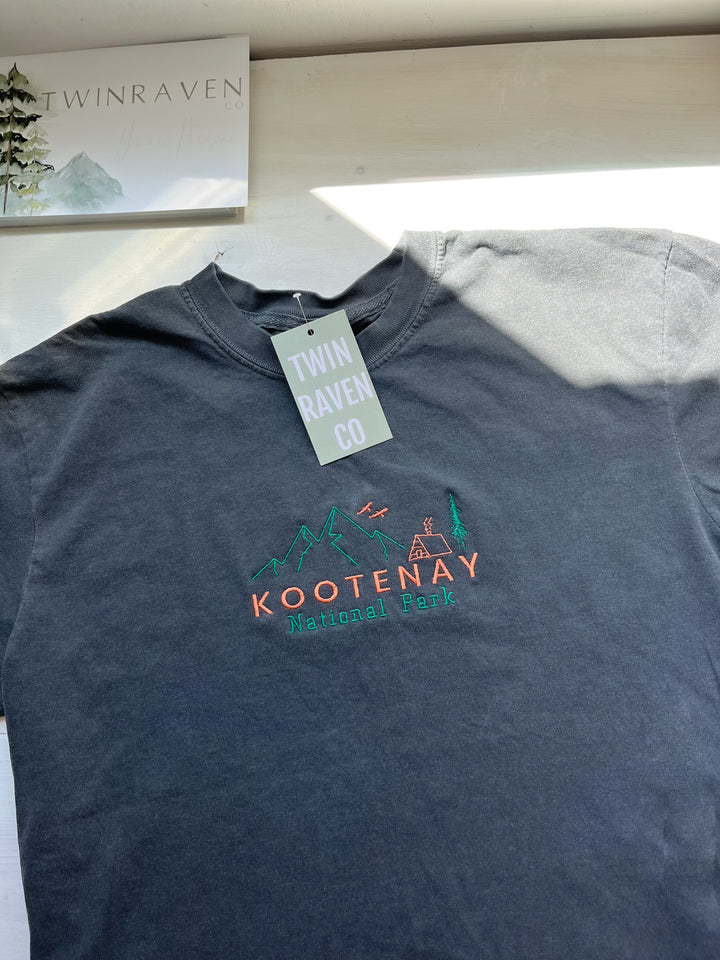 TWINRAVEN
CO
TWIN
RAVEN
CO
KOOTENAY
National Park